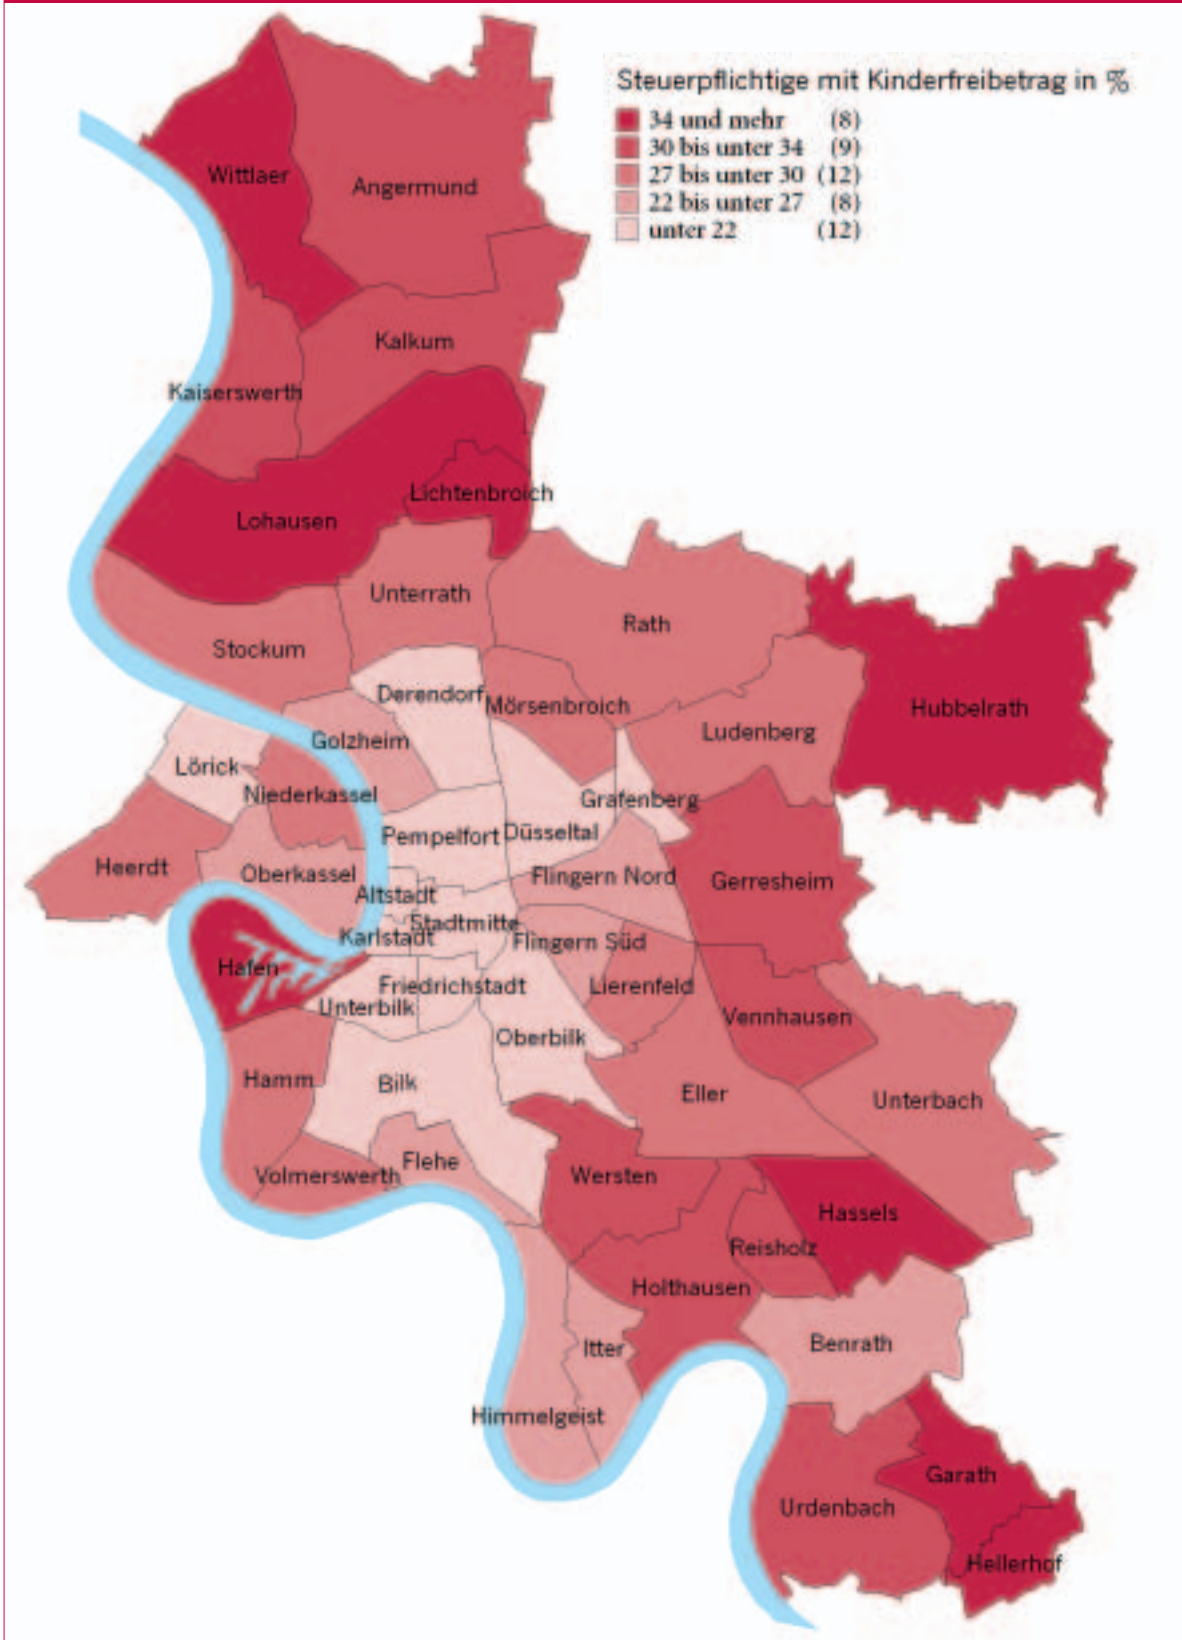 Steuerpflichtige mit Kinderfreibetrag in %
34 und mehr (8)
30 bis unter 34 (9)
27 bis unter 30 (12)
22 bis unter 27 (8)
unter 22 (12)
Wittlaer
Angermund
Kalkum
Kaiserswerth
Lichtenbroich
Lohausen
Unterrath
Rath
Stockum
Derendorf
Mörsenbroich
Hubbelrath
Ludenberg
Golzheim
Lörick
Niederkassel
Grafenberg
Pempelfort
Düsseltal
Heerdt
Oberkassel
Flingern Nord
Gerresheim
Altstadt
Stadtmitte
Karlstadt
Flingern Süd
Hafen
Friedrichstadt
Lierenfeld
Unterbilk
Vennhausen
Oberbilk
Hamm
Bilk
Eller
Unterbach
Flehe
Volmerswerth
Wersten
Hassels
Reisholz
Holthausen
Itter
Benrath
Himmelgeist
Garath
Urdenbach
Hellerhof